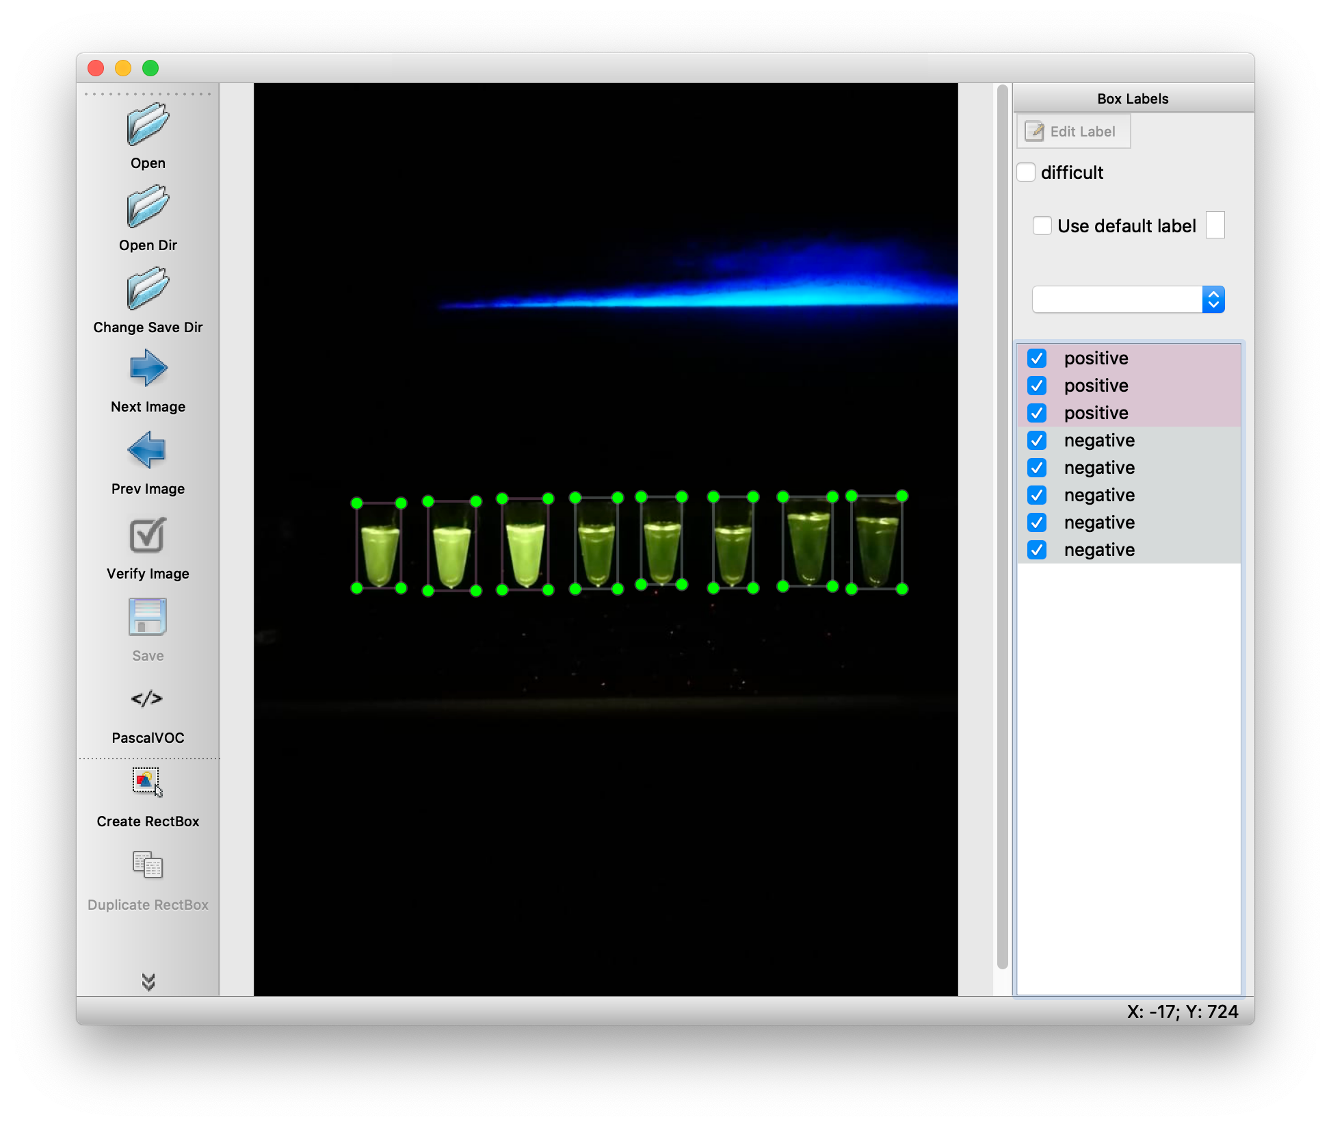 Open
Open Dir
Change Save Dir
Next Image
Prev Image
Verify Image
Save
</>
PascalVOC
Create RectBox
Duplicate RectBox
Box Labels
Edit Label
difficult
Use default label
positive
positive
positive
negative
negative
negative
negative
negative
X: -17; Y: 724